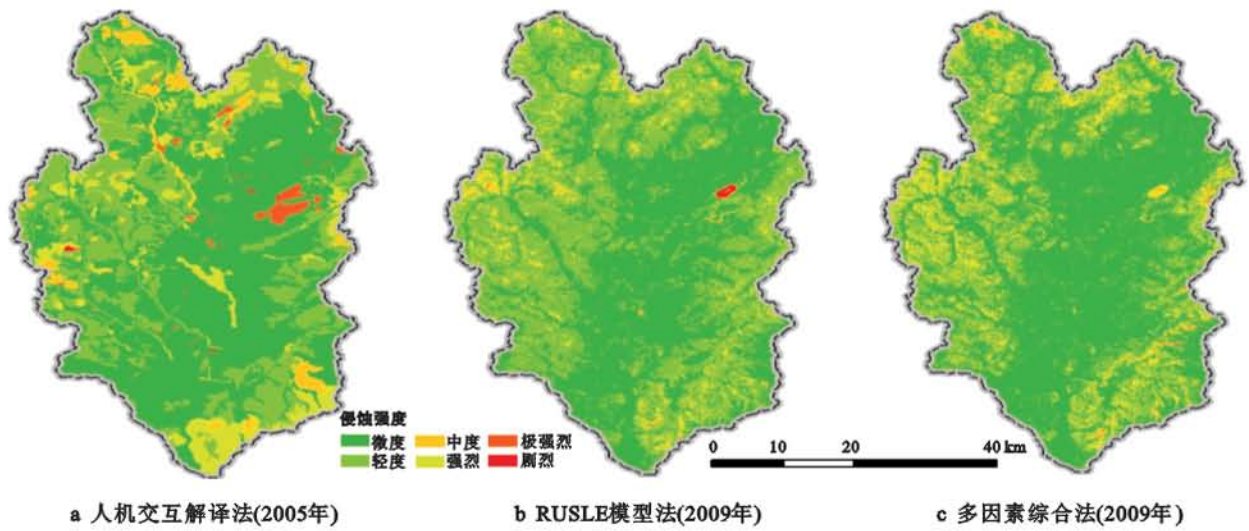 侵蚀强度
微度 中度 极强烈
轻度 强烈 剧烈
0 10 20 40 km
a 人机交互解译法(2005年) b RUSLE模型法(2009年) c 多因素综合法(2009年)